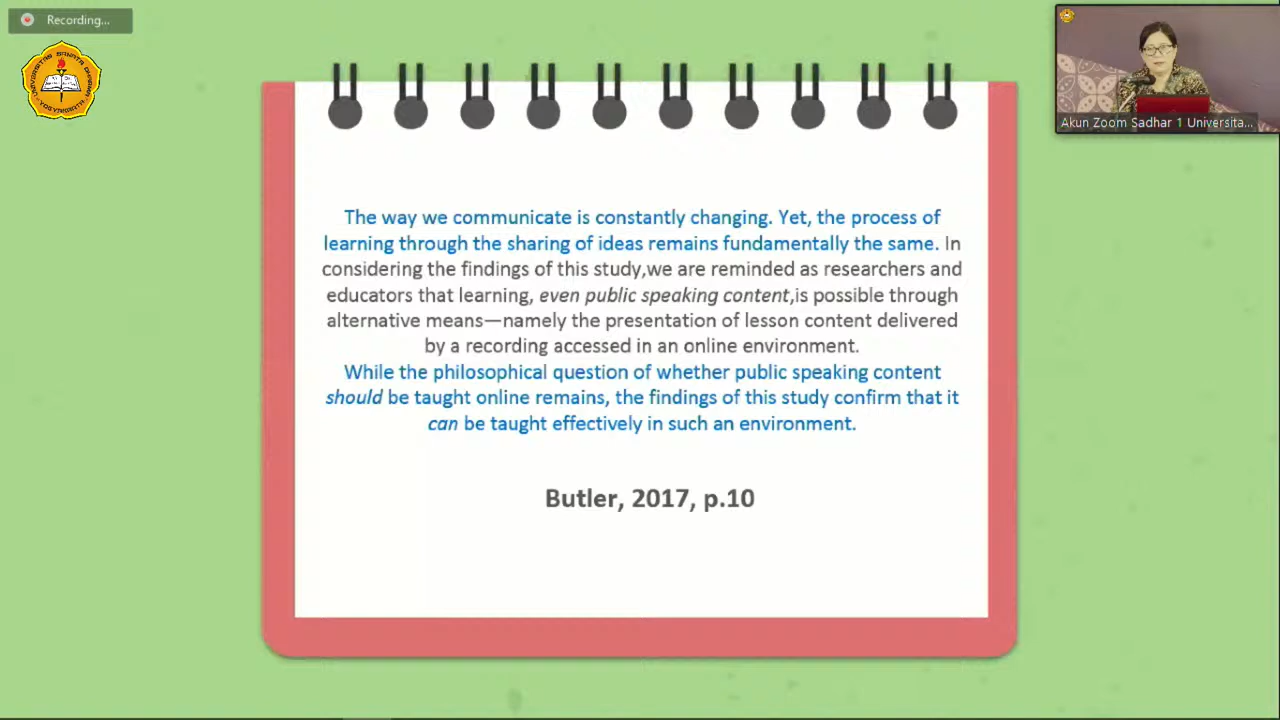 Recording...
UNIVERSITAS SANATA DHARMA YOGYAKARTA
Akun Zoom Sadhar 1 Universita...
The way we communicate is constantly changing. Yet, the process of
learning through the sharing of ideas remains fundamentally the same. In
considering the findings of this study,we are reminded as researchers and
educators that learning, even public speaking content,is possible through
alternative means—namely the presentation of lesson content delivered
by a recording accessed in an online environment.
While the philosophical question of whether public speaking content
should be taught online remains, the findings of this study confirm that it
can be taught effectively in such an environment.
Butler, 2017, p.10